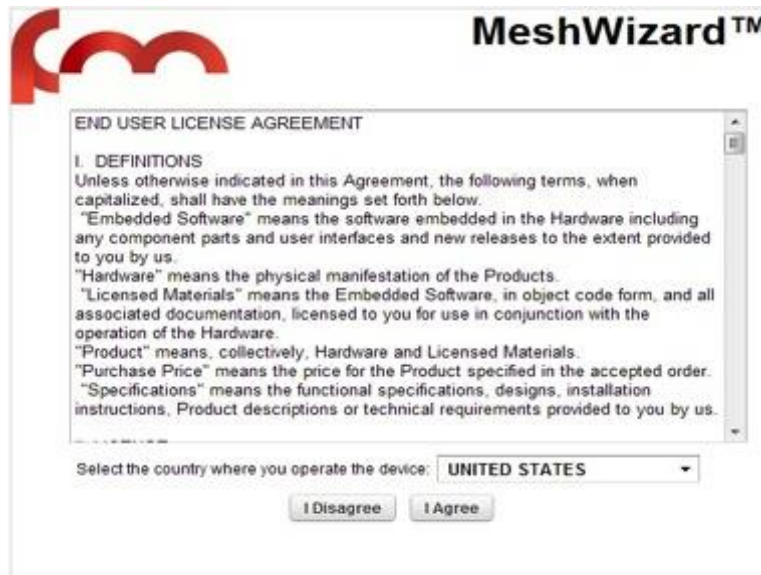 MeshWizard™
END USER LICENSE AGREEMENT
I. DEFINITIONS
Unless otherwise indicated in this Agreement, the following terms, when
capitalized, shall have the meanings set forth below.
"Embedded Software" means the software embedded in the Hardware including
any component parts and user interfaces and new releases to the extent provided
to you by us.
"Hardware" means the physical manifestation of the Products.
"Licensed Materials" means the Embedded Software, in object code form, and all
associated documentation, licensed to you for use in conjunction with the
operation of the Hardware.
"Product" means, collectively, Hardware and Licensed Materials.
"Purchase Price" means the price for the Product specified in the accepted order.
"Specifications" means the functional specifications, designs, installation
instructions, Product descriptions or technical requirements provided to you by us.
Select the country where you operate the device: UNITED STATES
I Disagree I Agree